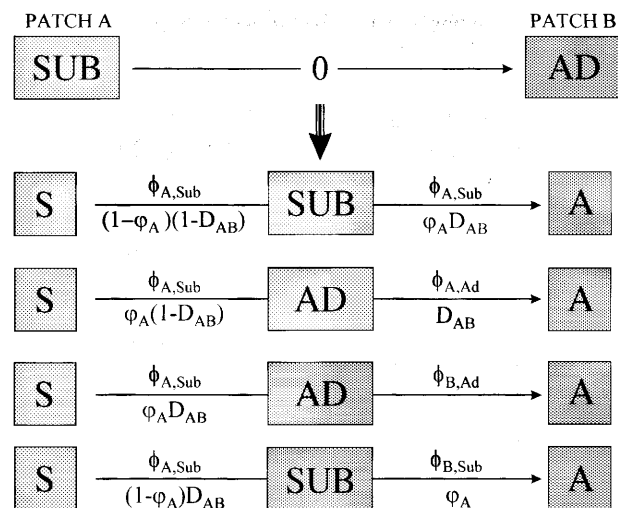 PATCH A PATCH B
SUB 0 AD
S ϕA,Sub (1–φA)(1-DAB) SUB ϕA,Sub φADAB A
S ϕA,Sub φA(1-DAB) AD ϕA,Ad DAB A
S ϕA,Sub φADAB AD ϕB,Ad A
S ϕA,Sub (1-φA)DAB SUB ϕB,Sub φA A